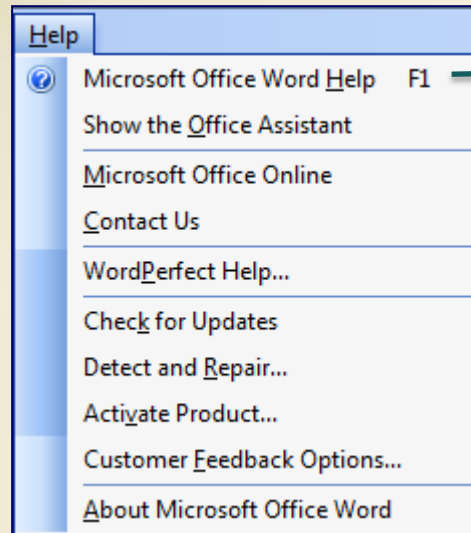 Help
Microsoft Office Word Help F1
Show the Office Assistant
Microsoft Office Online
Contact Us
WordPerfect Help...
Check for Updates
Detect and Repair...
Activate Product...
Customer Feedback Options...
About Microsoft Office Word